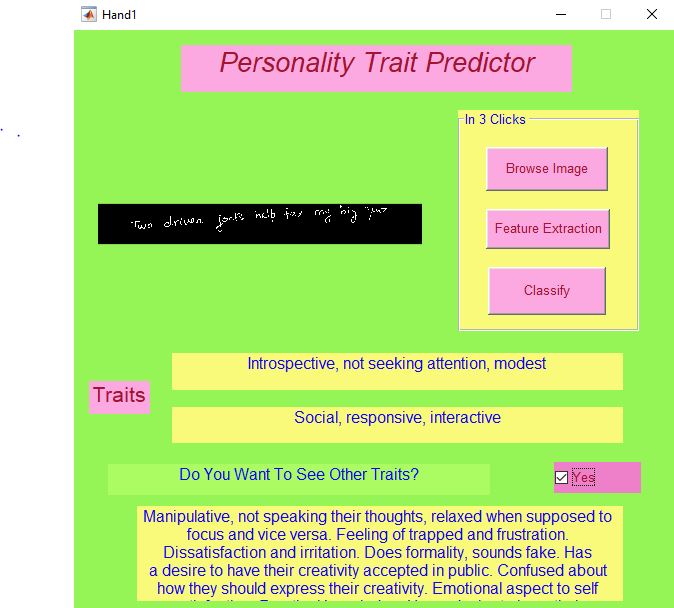 Hand1
Personality Trait Predictor
In 3 Clicks
Browse Image
Two driven jocks help fax my big quiz
Feature Extraction
Classify
Introspective, not seeking attention, modest
Traits
Social, responsive, interactive
Do You Want To See Other Traits?
Yes
Manipulative, not speaking their thoughts, relaxed when supposed to
focus and vice versa. Feeling of trapped and frustration.
Dissatisfaction and irritation. Does formality, sounds fake. Has
a desire to have their creativity accepted in public. Confused about
how they should express their creativity. Emotional aspect to self